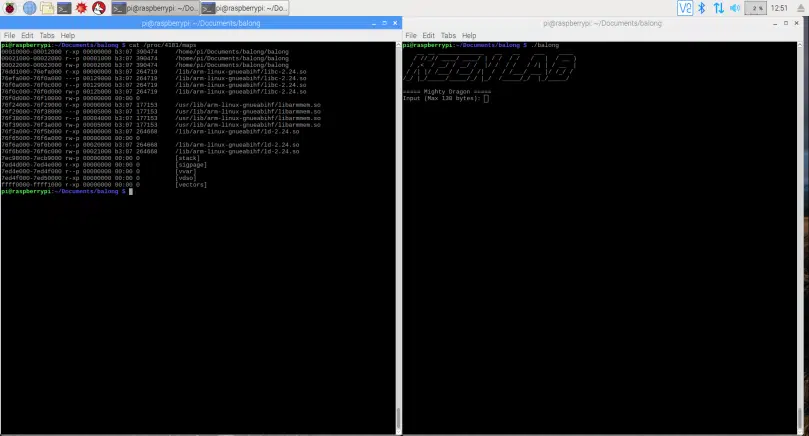 pi@raspberrypi: ~/Do...
pi@raspberrypi: ~/Do...
2 %
12:51
pi@raspberrypi: ~/Documents/balong
File Edit Tabs Help
pi@raspberrypi:~/Documents/balong $ cat /proc/4181/maps
00010000-00012000 r-xp 00000000 b3:07 390474 /home/pi/Documents/balong/balong
00021000-00022000 r--p 00001000 b3:07 390474 /home/pi/Documents/balong/balong
00022000-00023000 rw-p 00002000 b3:07 390474 /home/pi/Documents/balong/balong
76dd1000-76efa000 r-xp 00000000 b3:07 264719 /lib/arm-linux-gnueabihf/libc-2.24.so
76efa000-76f0a000 ---p 00129000 b3:07 264719 /lib/arm-linux-gnueabihf/libc-2.24.so
76f0a000-76f0c000 r--p 00129000 b3:07 264719 /lib/arm-linux-gnueabihf/libc-2.24.so
76f0c000-76f0d000 rw-p 0012b000 b3:07 264719 /lib/arm-linux-gnueabihf/libc-2.24.so
76f0d000-76f10000 rw-p 00000000 00:00 0
76f24000-76f29000 r-xp 00000000 b3:07 177153 /usr/lib/arm-linux-gnueabihf/libarmmem.so
76f29000-76f38000 ---p 00005000 b3:07 177153 /usr/lib/arm-linux-gnueabihf/libarmmem.so
76f38000-76f39000 r--p 00004000 b3:07 177153 /usr/lib/arm-linux-gnueabihf/libarmmem.so
76f39000-76f3a000 rw-p 00005000 b3:07 177153 /usr/lib/arm-linux-gnueabihf/libarmmem.so
76f3a000-76f5b000 r-xp 00000000 b3:07 264668 /lib/arm-linux-gnueabihf/ld-2.24.so
rw-p 00000000 00:00 0
76f6a000-76f6b000 r--p 00020000 b3:07 264668 /lib/arm-linux-gnueabihf/ld-2.24.so
76f6b000-76f6c000 rw-p 00021000 b3:07 264668 /lib/arm-linux-gnueabihf/ld-2.24.so
7ec98000-7ecb9000 rwxp 00000000 00:00 0 [stack]
7ed4d000-7ed4e000 r-xp 00000000 00:00 0 [sigpage]
7ed4e000-7ed4f000 r--p 00000000 00:00 0 [vvar]
7ed4f000-7ed50000 r-xp 00000000 00:00 0 [vdso]
ffff0000-ffff1000 r-xp 00000000 00:00 0 [vectors]
pi@raspberrypi:~/Documents/balong $
pi@raspberrypi: ~/Documents/balong
File Edit Tabs Help
pi@raspberrypi:~/Documents/balong $ ./balong
===== Mighty Dragon =====
Input (Max 130 bytes):